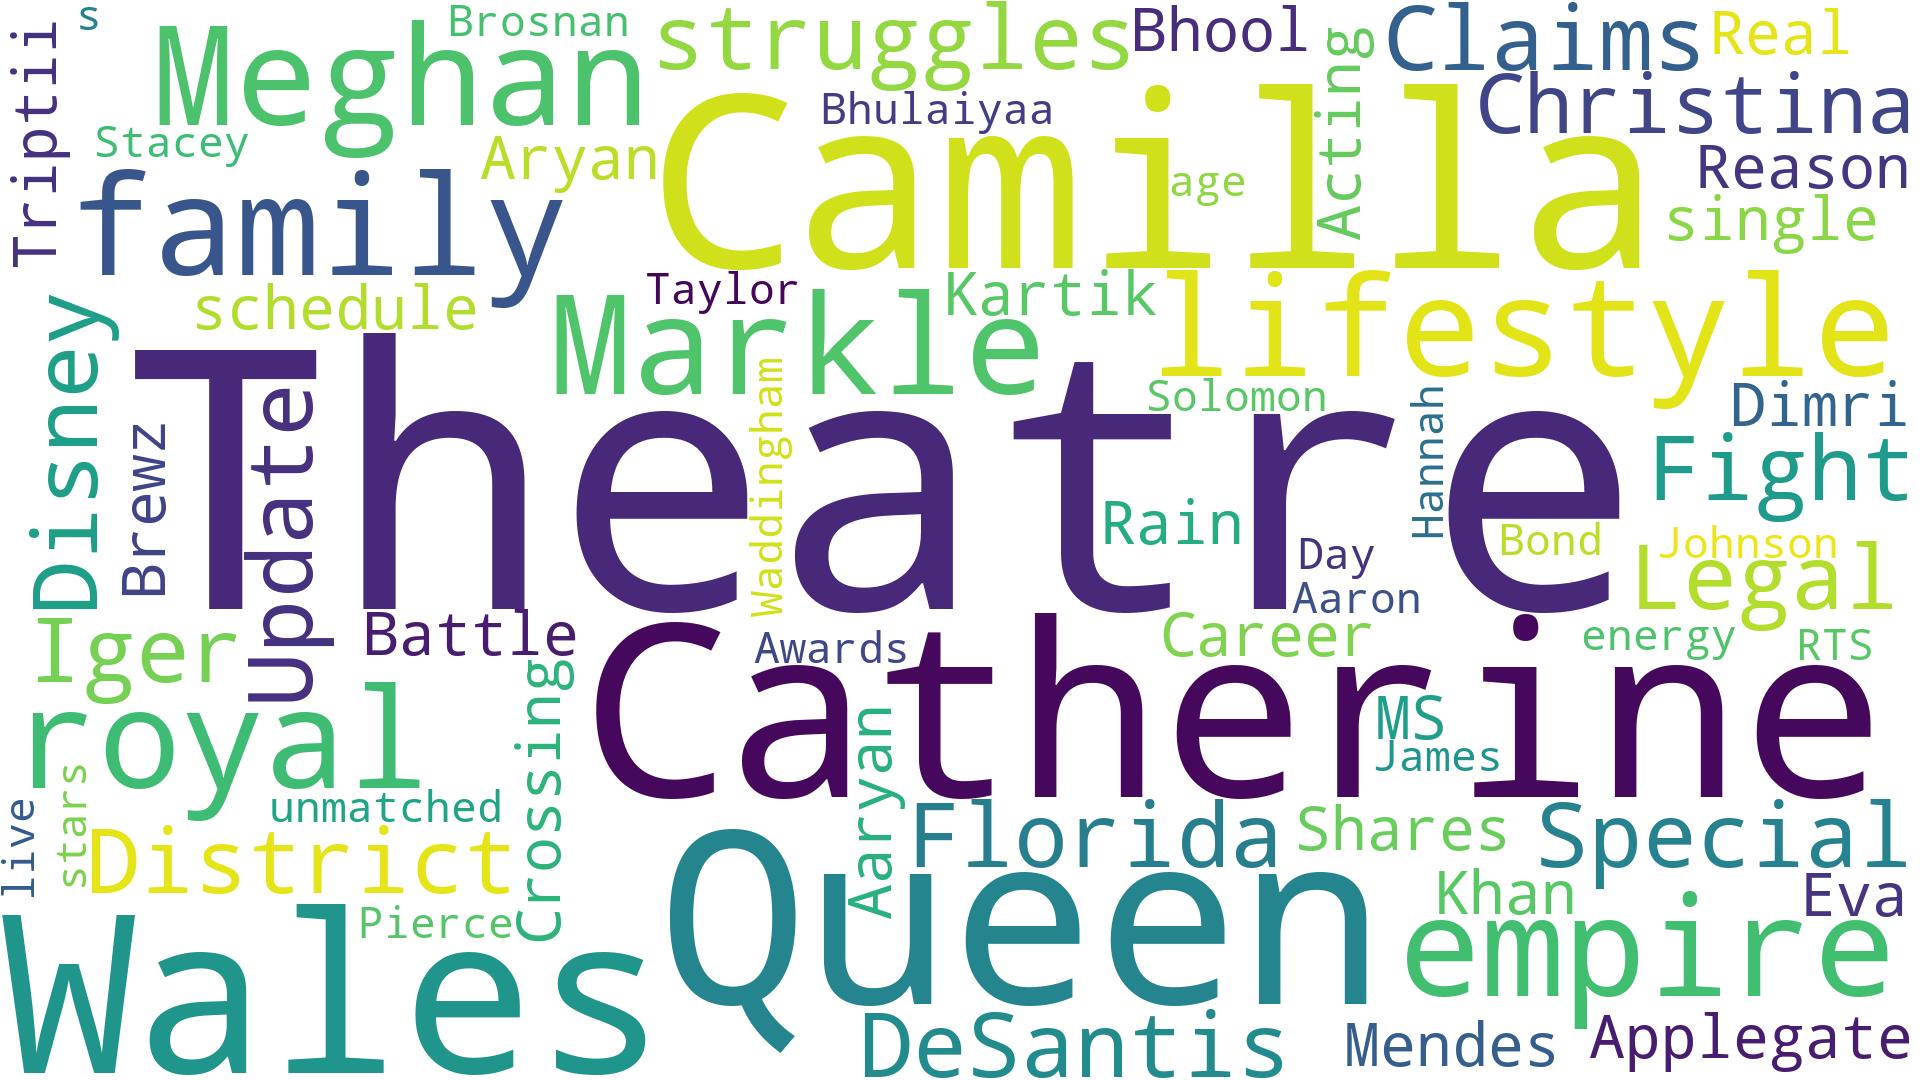 s
Brosnan
struggles
Bhool
Claims
Real
Triptii
Meghan
Acting
Christina
Stacey
Aryan
Bhulaiyaa
Camilla
age
Reason
family
single
schedule
Taylor
Kartik
lifestyle
Disney
Markle
Brewz
Update
Theatre
Waddingham
Solomon
Hannah
Dimri
Fight
Rain
Day
Bond
Johnson
Aaron
Legal
Iger
Battle
Awards
Career
energy
RTS
royal
Crossing
Catherine
MS
James
Aaryan
live
stars
unmatched
District
Florida
Shares
Special
Pierce
Khan
Eva
Wales
Queen
empire
DeSantis
Mendes
Applegate